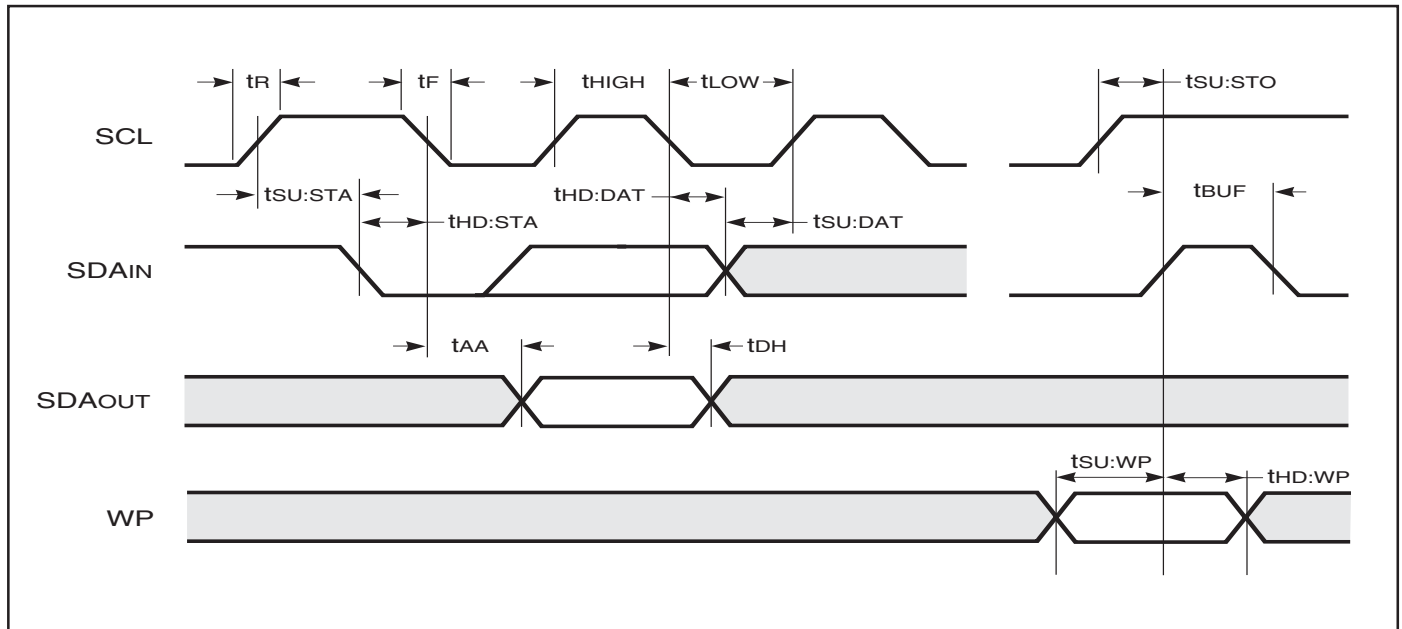 tR tF tHIGH tLOW tSU:STO
SCL
tSU:STA tHD:DAT tBUF
tHD:STA tSU:DAT
SDAIN
tAA tDH
SDAOUT
tSU:WP
tHD:WP
WP